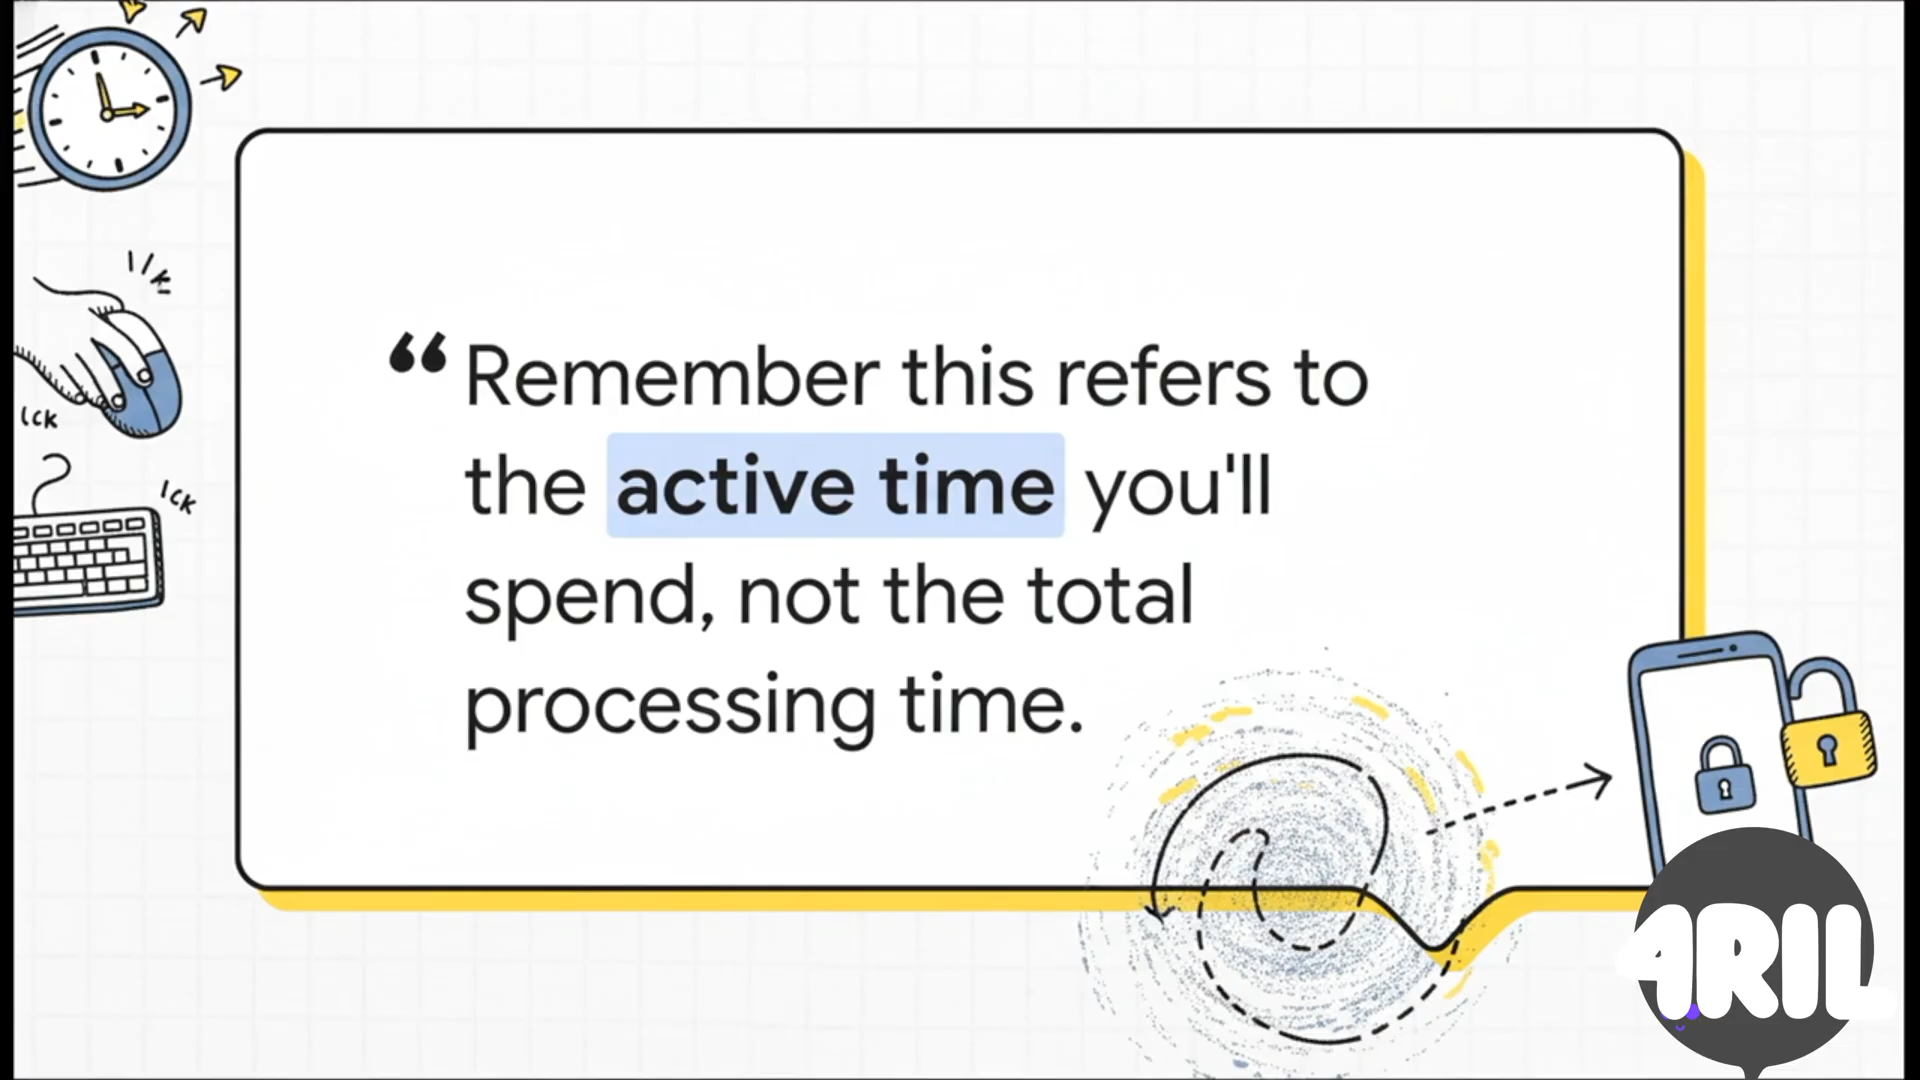 “Remember this refers to
the active time you'll
spend, not the total
processing time.
ICK
ICK
ARIL